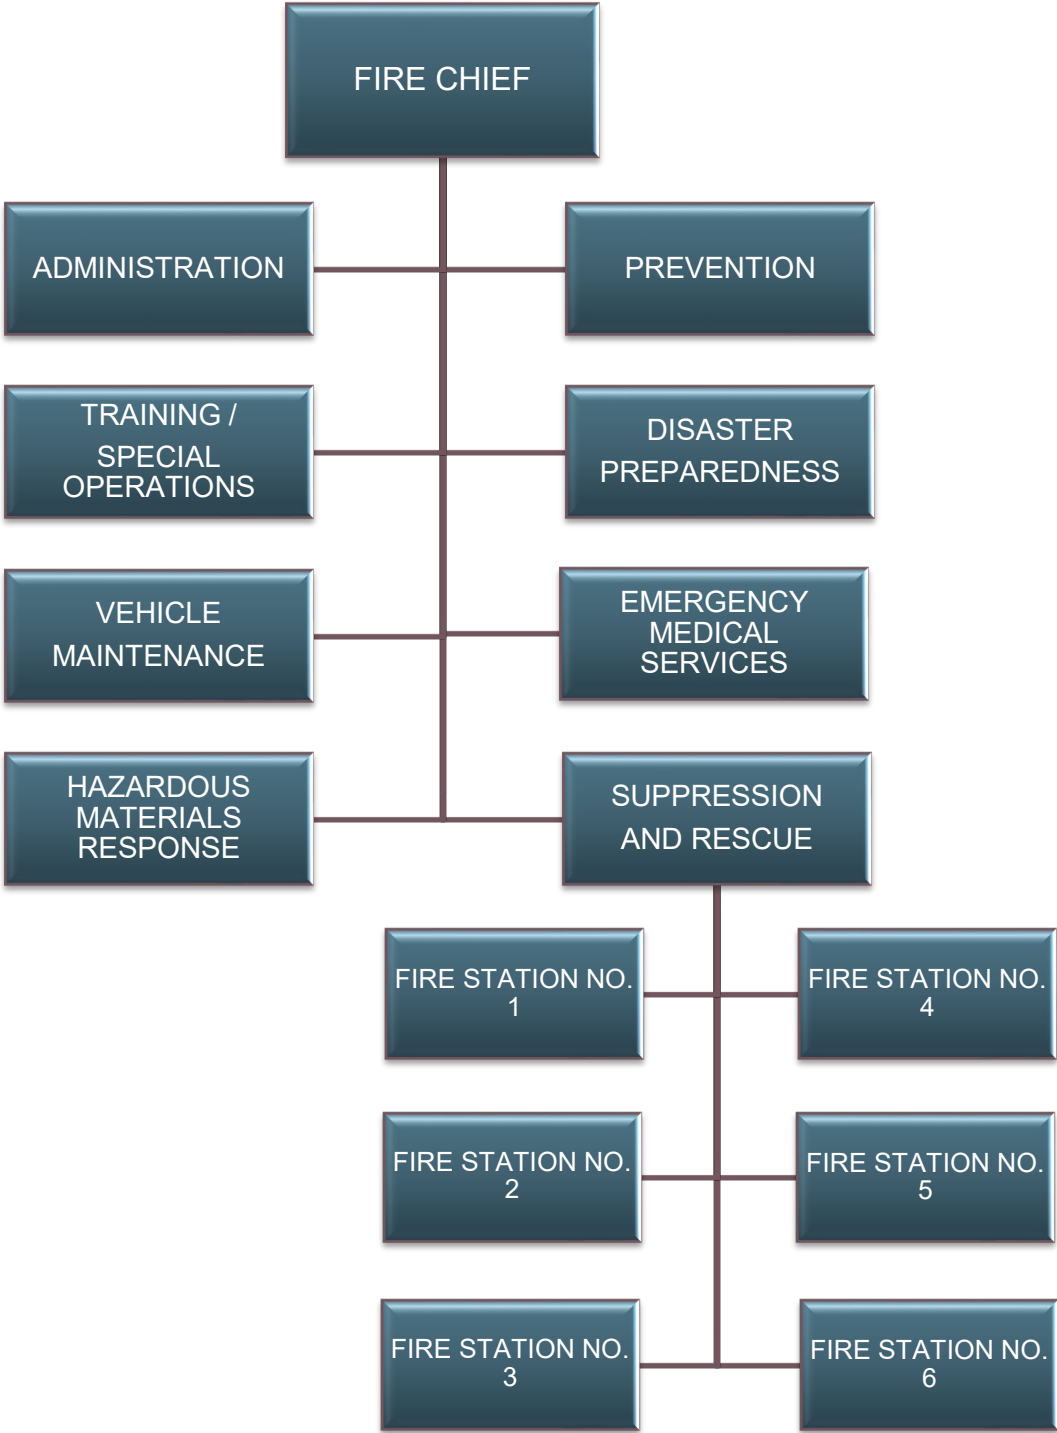 FIRE CHIEF
ADMINISTRATION
PREVENTION
TRAINING /
SPECIAL
OPERATIONS
DISASTER
PREPAREDNESS
VEHICLE
MAINTENANCE
EMERGENCY
MEDICAL
SERVICES
HAZARDOUS
MATERIALS
RESPONSE
SUPPRESSION
AND RESCUE
FIRE STATION NO.
1
FIRE STATION NO.
4
FIRE STATION NO.
2
FIRE STATION NO.
5
FIRE STATION NO.
3
FIRE STATION NO.
6